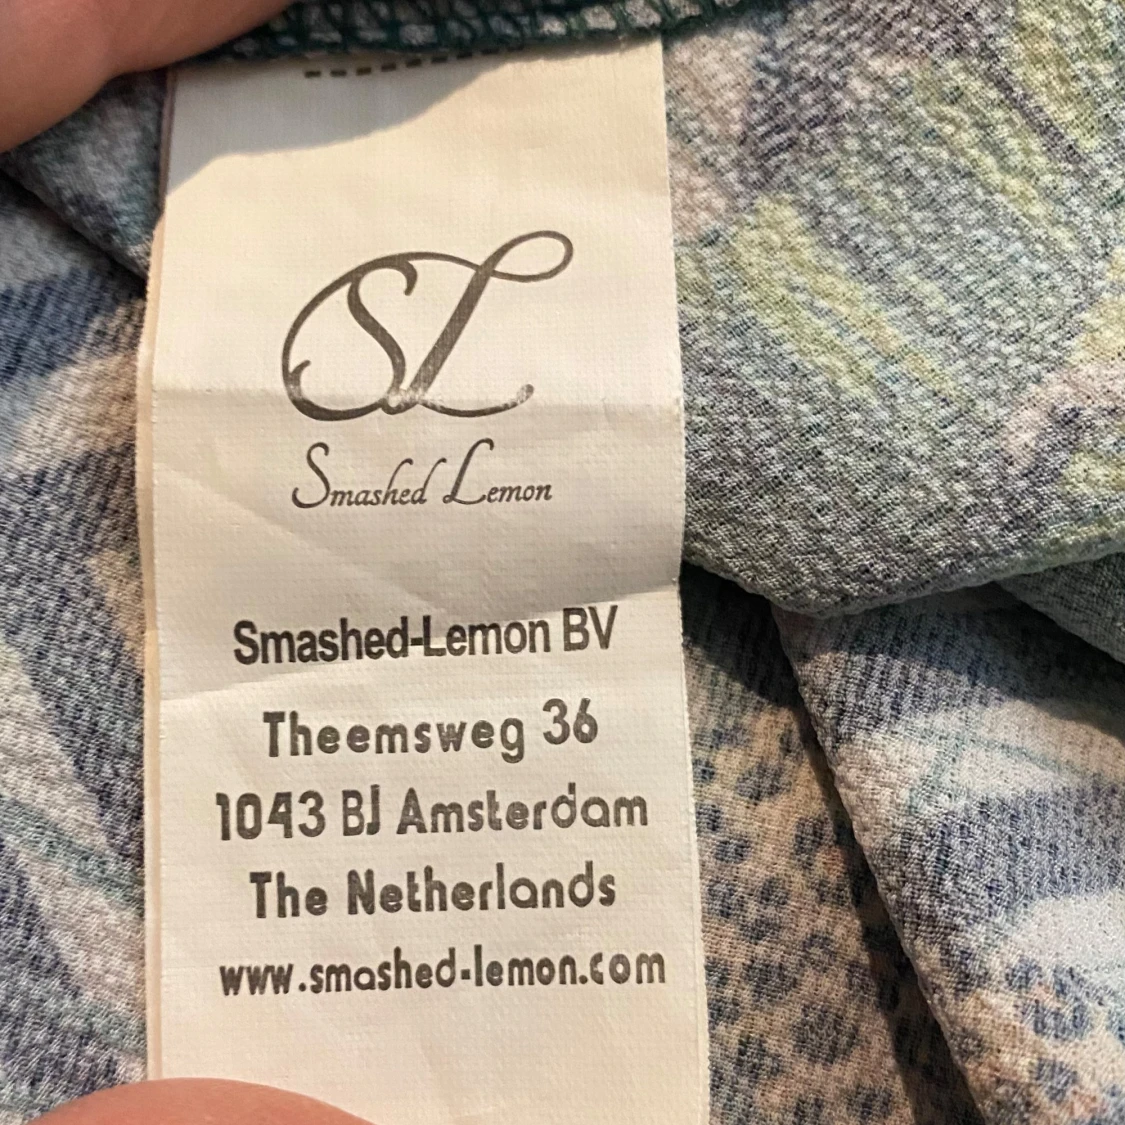 SL
Smashed Lemon
Smashed-Lemon BV
Theemsweg 36
1043 BJ Amsterdam
The Netherlands
www.smashed-lemon.com